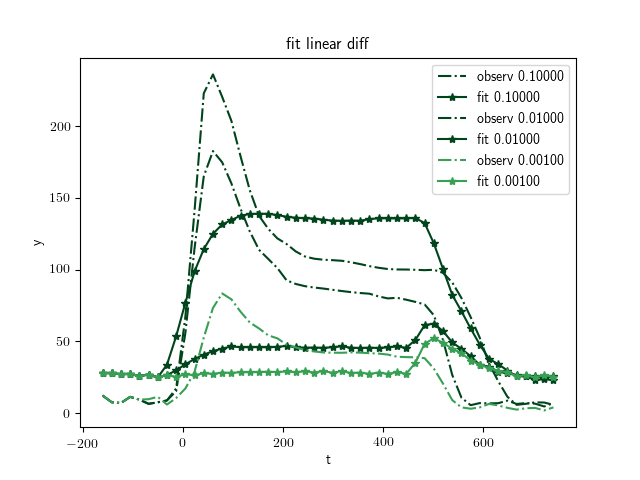 fit linear diff
observ 0.10000
fit 0.10000
observ 0.01000
fit 0.01000
observ 0.00100
fit 0.00100
y
200
150
100
50
0
−200
0
200
400
600
t